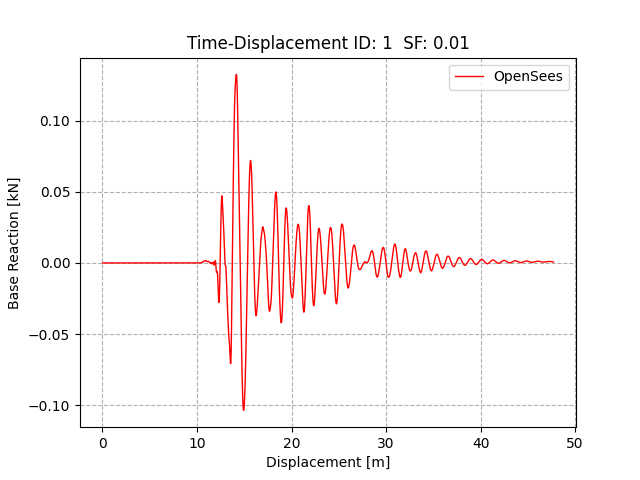 Time-Displacement ID: 1  SF: 0.01
OpenSees
0.10
0.05
0.00
−0.05
−0.10
Base Reaction [kN]
0 10 20 30 40 50
Displacement [m]